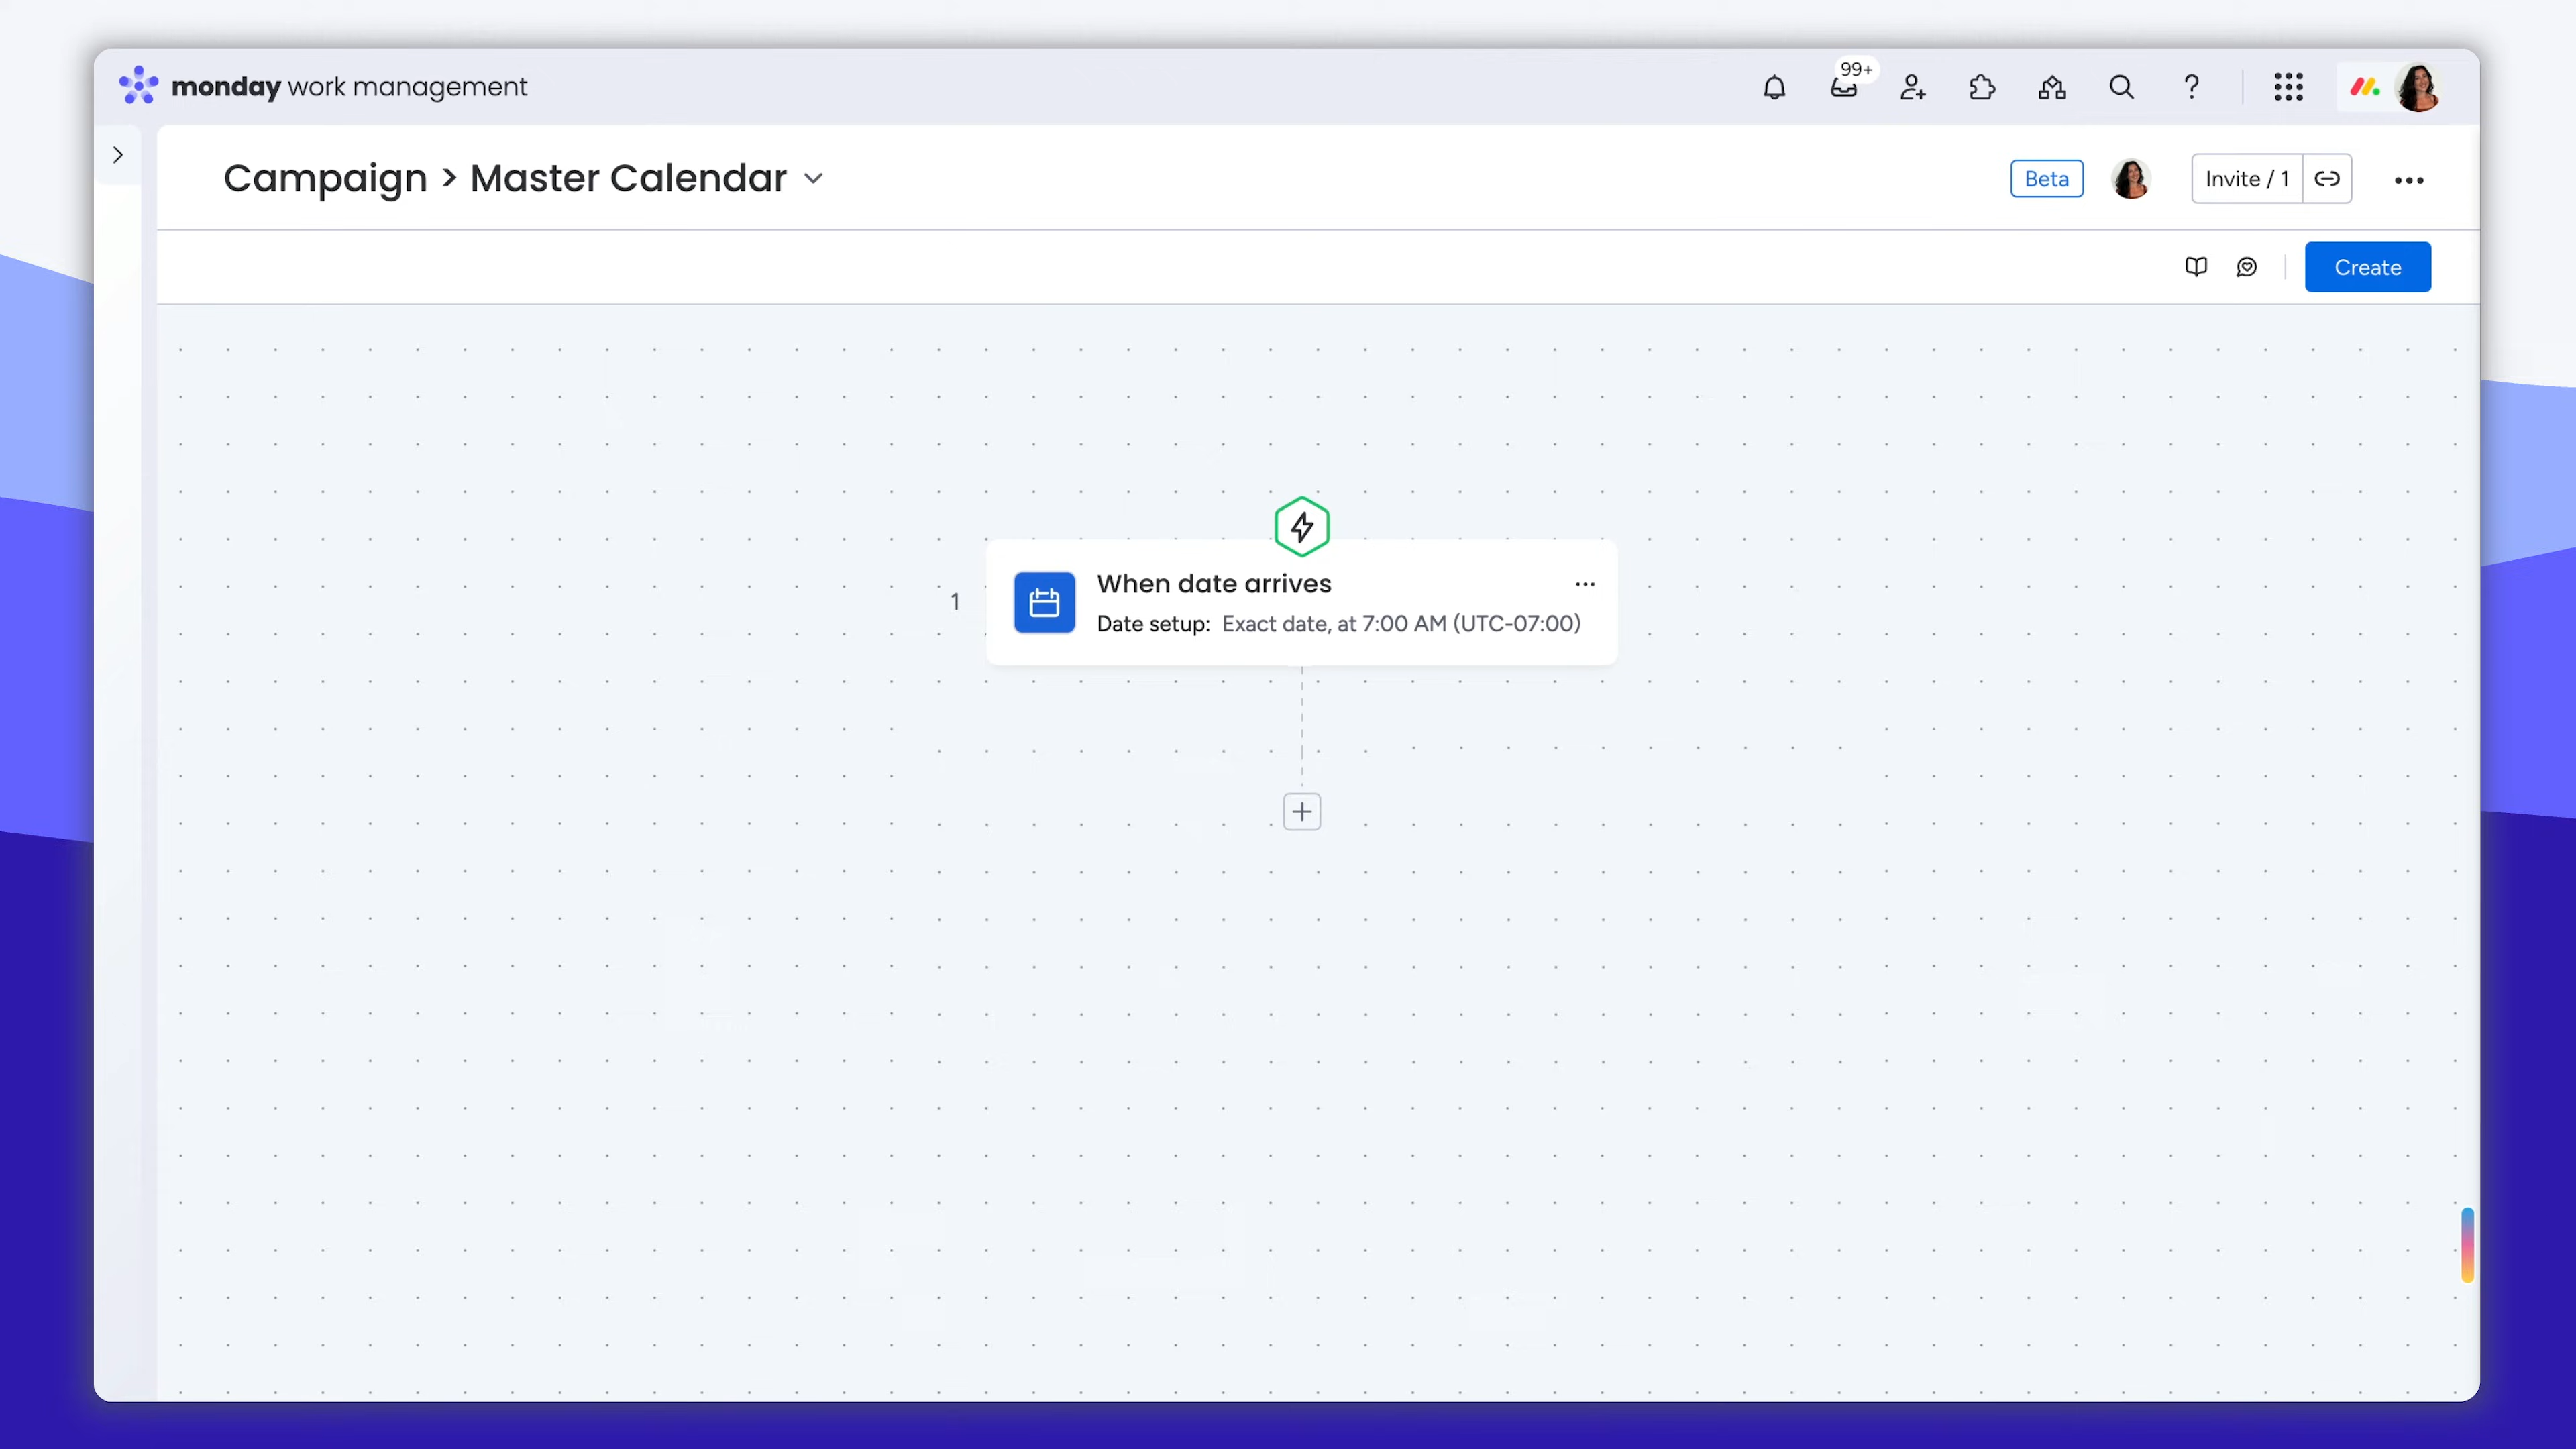 monday work management
99+
Campaign > Master Calendar
Beta
Invite / 1
Create
When date arrives
1
Date setup: Exact date, at 7:00 AM (UTC-07:00)